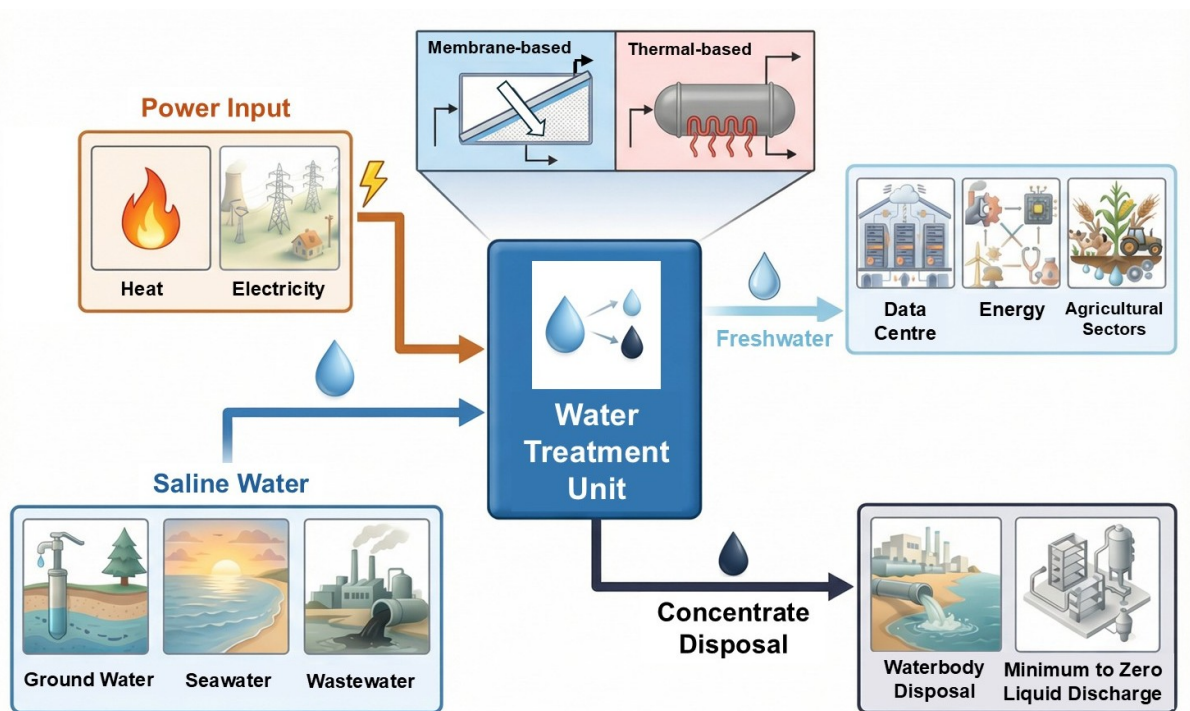 Membrane-based
Thermal-based
Power Input
Heat
Electricity
Freshwater
Data
Centre
Energy
Agricultural
Sectors
Water
Treatment
Unit
Saline Water
Ground Water
Seawater
Wastewater
Concentrate
Disposal
Waterbody
Disposal
Minimum to Zero
Liquid Discharge